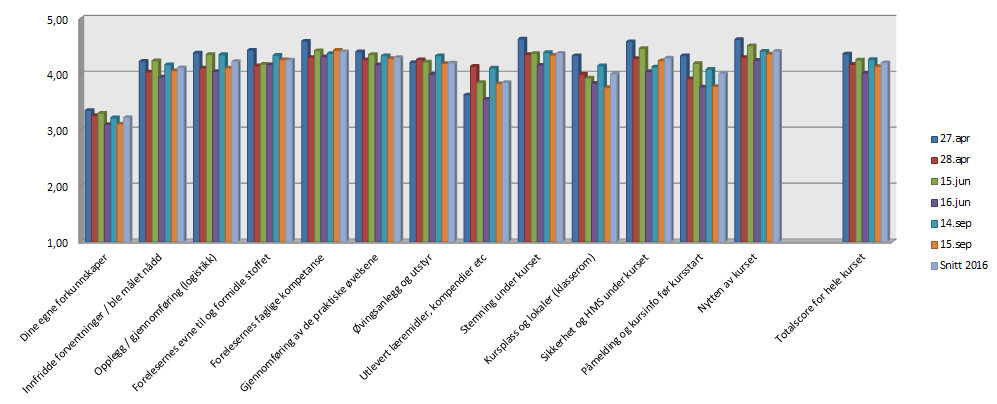 5,00
4,00
3,00
2,00
1,00
27.apr
28.apr
15.jun
16.jun
14.sep
15.sep
Snitt 2016
Dine egne forkunnskaper
Innfridde forventninger / ble målet nådd
Opplegg / gjennomføring (logistikk)
Forelesernes evne til og formidle stoffet
Forelesernes faglige kompetanse
Gjennomføring av de praktiske øvelsene
Øvingsanlegg og utstyr
Utlevert læremidler, kompendier etc
Stemning under kurset
Kursplass og lokaler (klasserom)
Sikkerhet og HMS under kurset
Påmelding og kursinfo før kursstart
Nytten av kurset
Totalscore for hele kurset